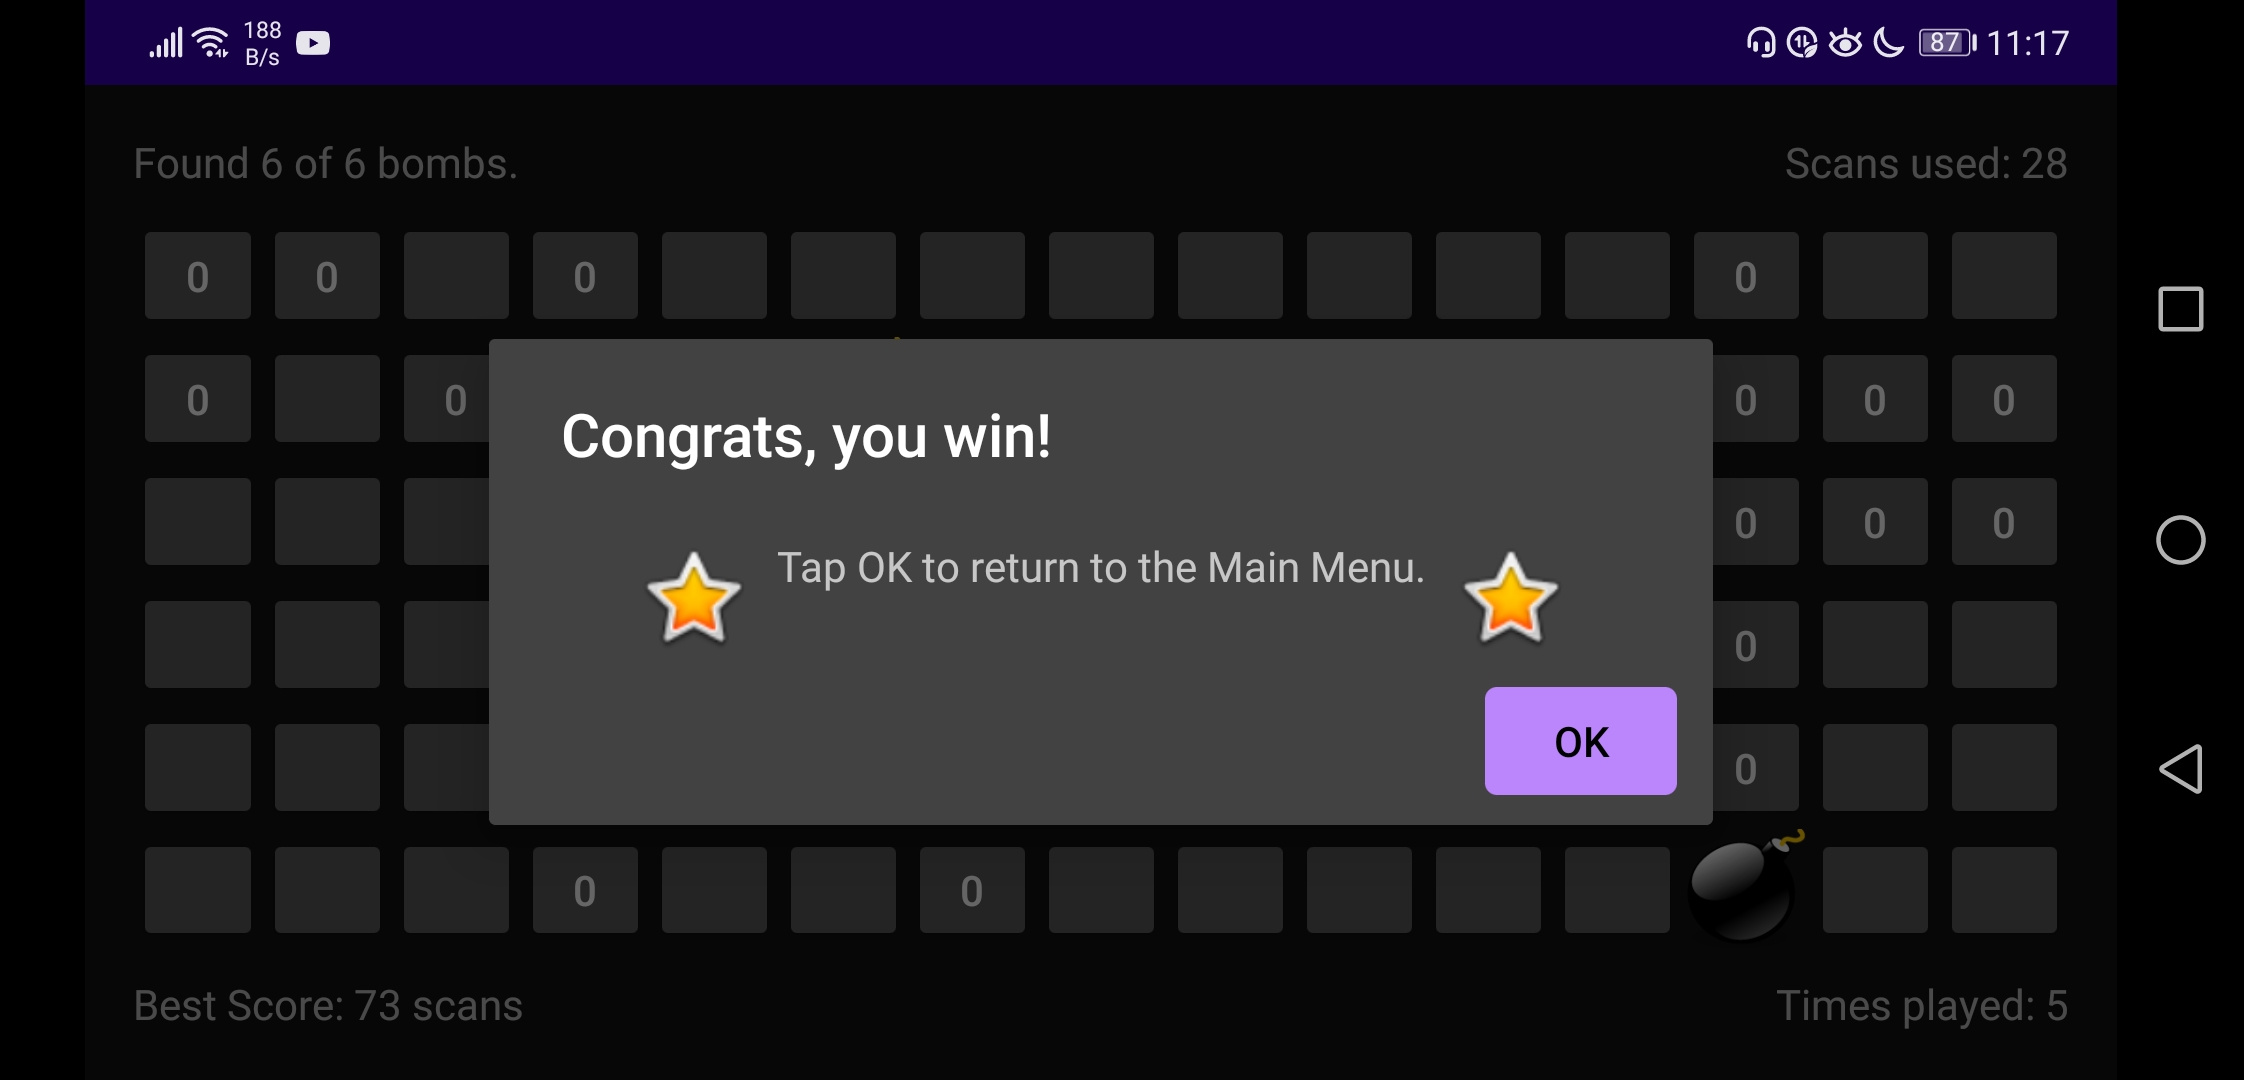 188
B/s
87 11:17
Found 6 of 6 bombs.
Scans used: 28
0 0 0 0
0 0 0 0 0
Congrats, you win!
0 0 0
Tap OK to return to the Main Menu.
0
OK
0
0 0
Best Score: 73 scans
Times played: 5